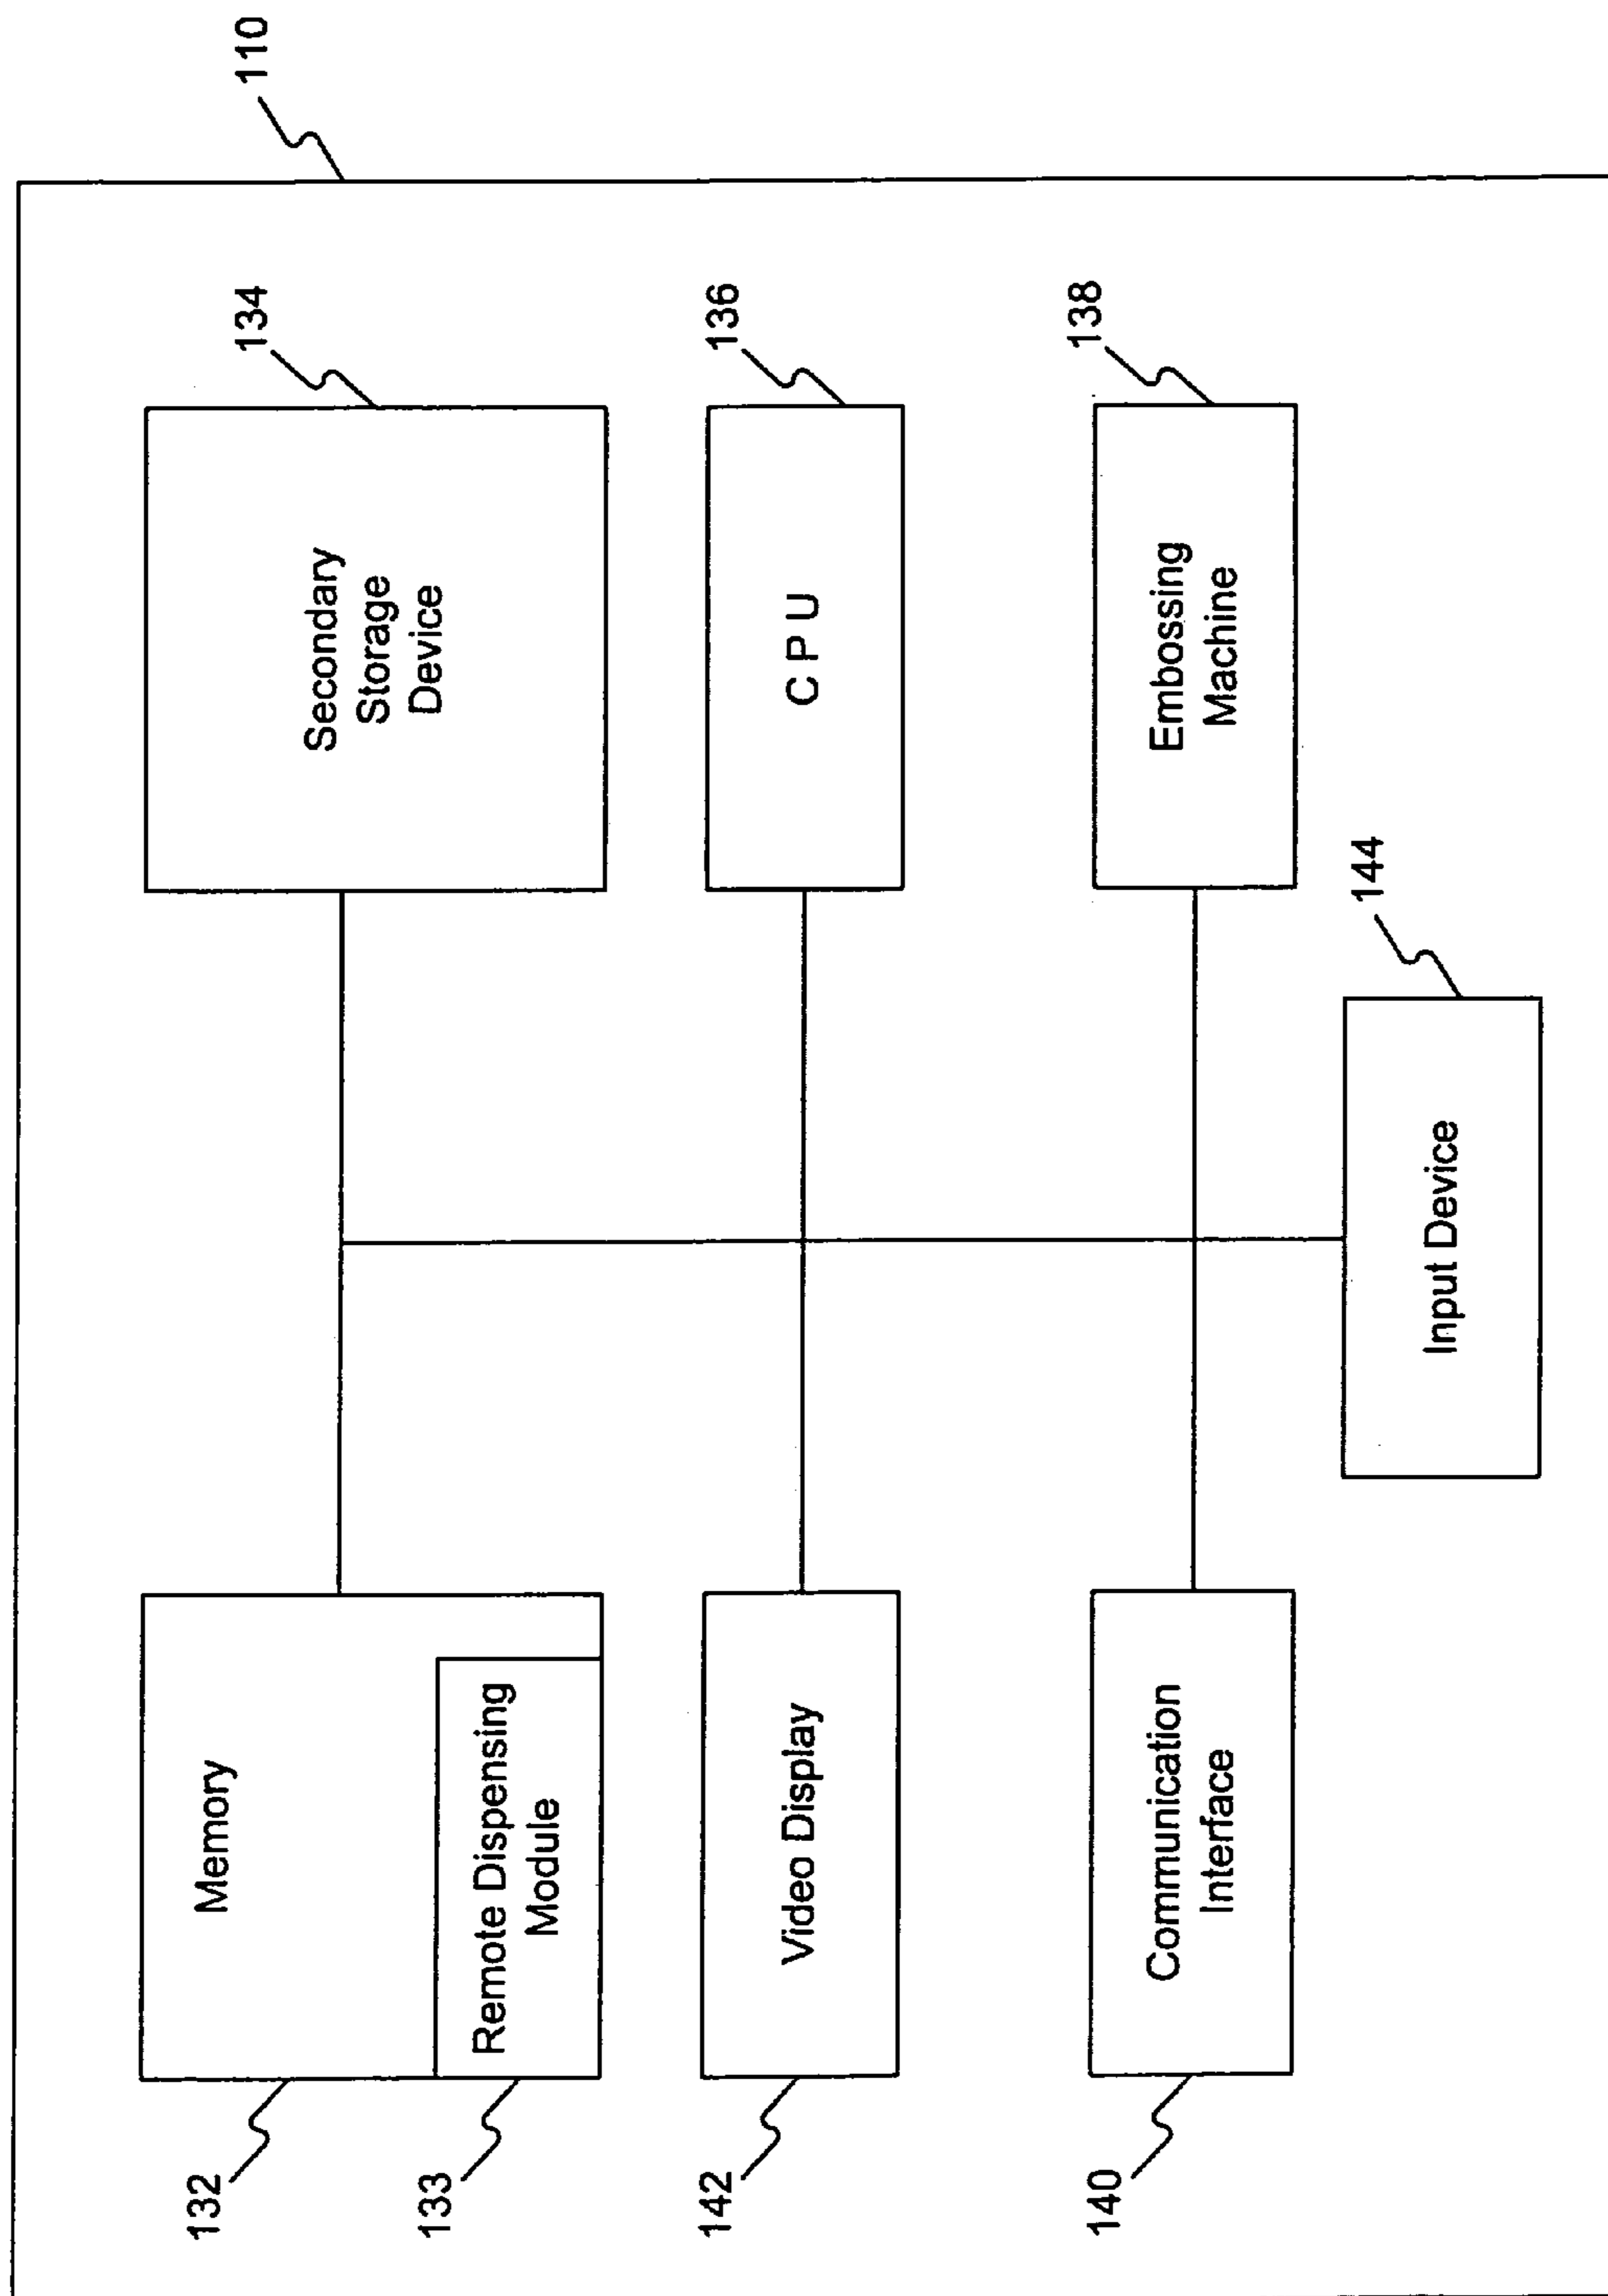 110
132
Memory
133
Remote Dispensing
Module
134
Secondary
Storage
Device
142
Video Display
136
C P U
140
Communication
Interface
138
Embossing
Machine
144
Input Device